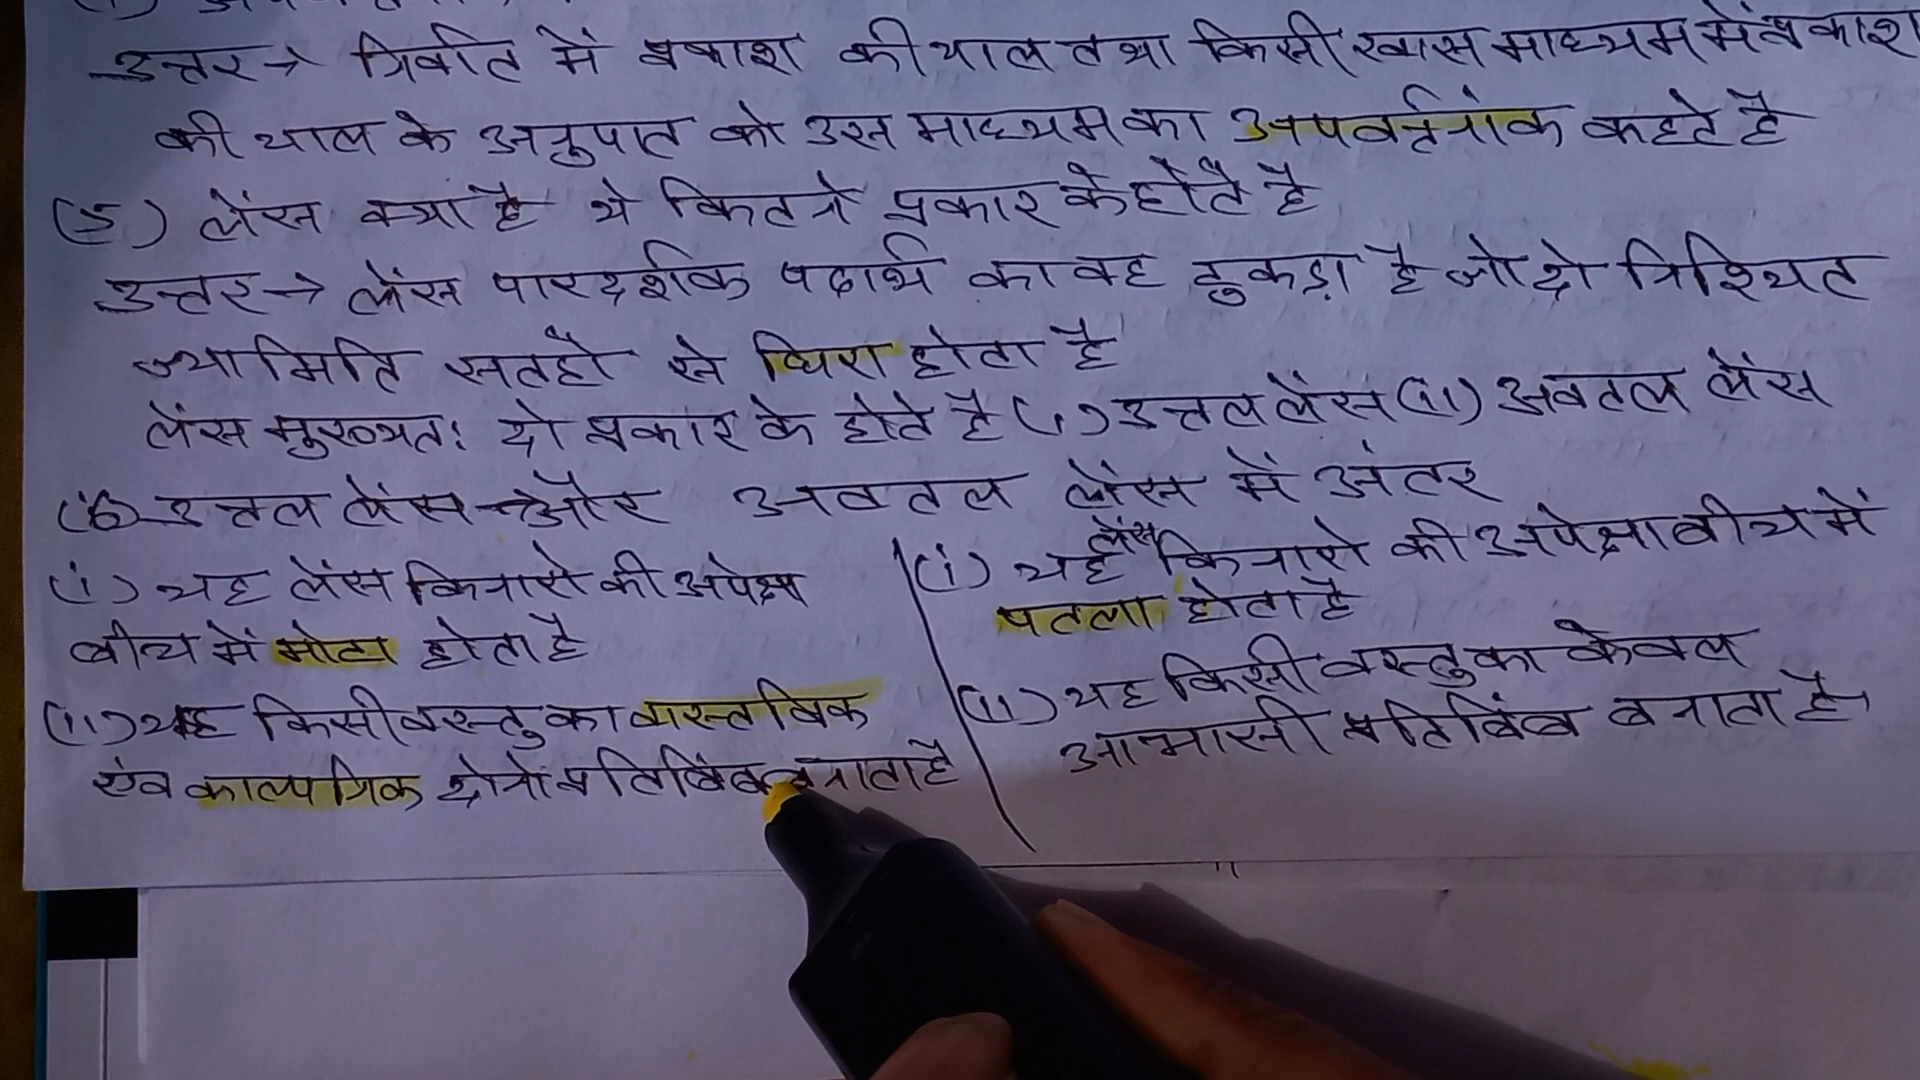 उत्तर→ निर्वात में प्रकाश की चाल तथा किसी खास माध्यम में प्रकाश
की चाल के अनुपात को उस माध्यम का अपवर्त्तनांक कहते है
(5) लेंस क्या है ये कितने प्रकार के होते है
उत्तर→ लेंस पारदर्शक पदार्थ का वह टुकड़ा है जो दो निश्चित
ज्यामिति सतहों से घिरा होता है
लेंस मुख्यतः दो प्रकार के होते है (i) उत्तल लेंस (ii) अवतल लेंस
(6) उत्तल लेंस और अवतल लेंस में अंतर
(i) यह लेंस किनारो की अपेक्षा
बीच में मोटा होता है
(ii) यह किसी वस्तु का वास्तविक
एंव काल्पनिक दोनो प्रतिबिंब बनाता है
(i) यह लेंस किनारो की अपेक्षा बीच में
पतला होता है
(ii) यह किसी वस्तु का केवल
आभासी प्रतिबिंब बनाता है